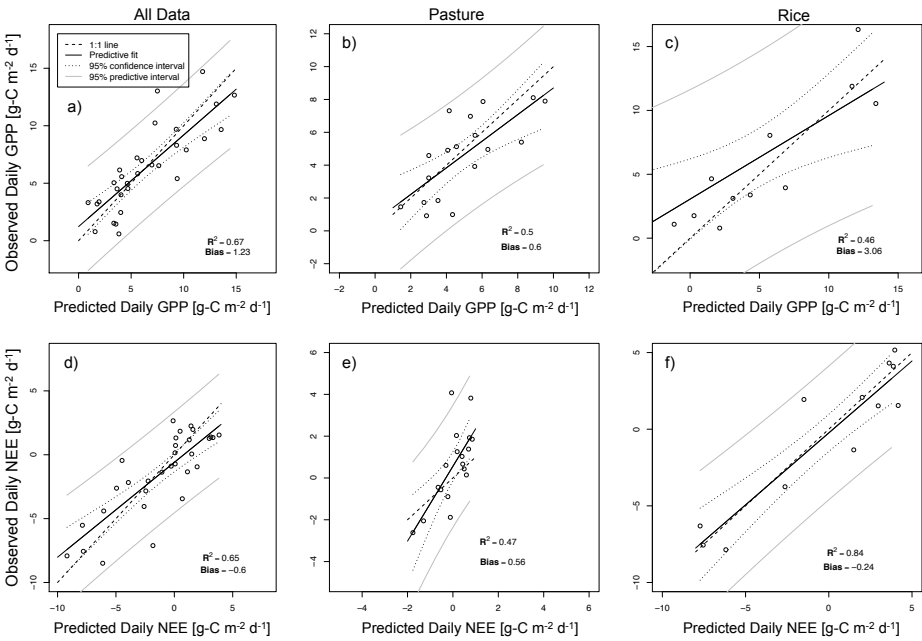 All Data
Pasture
Rice
1:1 line
Predictive fit
95% confidence interval
95% predictive interval
a)
b)
c)
Observed Daily GPP [g-C m-2 d-1]
15
10
5
0
R2 = 0.67
Bias = 1.23
0 5 10 15
Predicted Daily GPP [g-C m-2 d-1]
12
10
8
6
4
2
0
−2
R2 = 0.5
Bias = 0.6
−2 0 2 4 6 8 10 12
Predicted Daily GPP [g-C m-2 d-1]
15
10
5
0
R2 = 0.46
Bias = 3.06
0 5 10 15
Predicted Daily GPP [g-C m-2 d-1]
d)
e)
f)
Observed Daily NEE [g-C m-2 d-1]
5
0
−5
−10
R2 = 0.65
Bias = −0.6
−10 −5 0 5
Predicted Daily NEE [g-C m-2 d-1]
6
4
2
0
−2
−4
R2 = 0.47
Bias = 0.56
−6 −4 −2 0 2 4 6
Predicted Daily NEE [g-C m-2 d-1]
5
0
−5
−10
R2 = 0.84
Bias = −0.24
−10 −5 0 5
Predicted Daily NEE [g-C m-2 d-1]